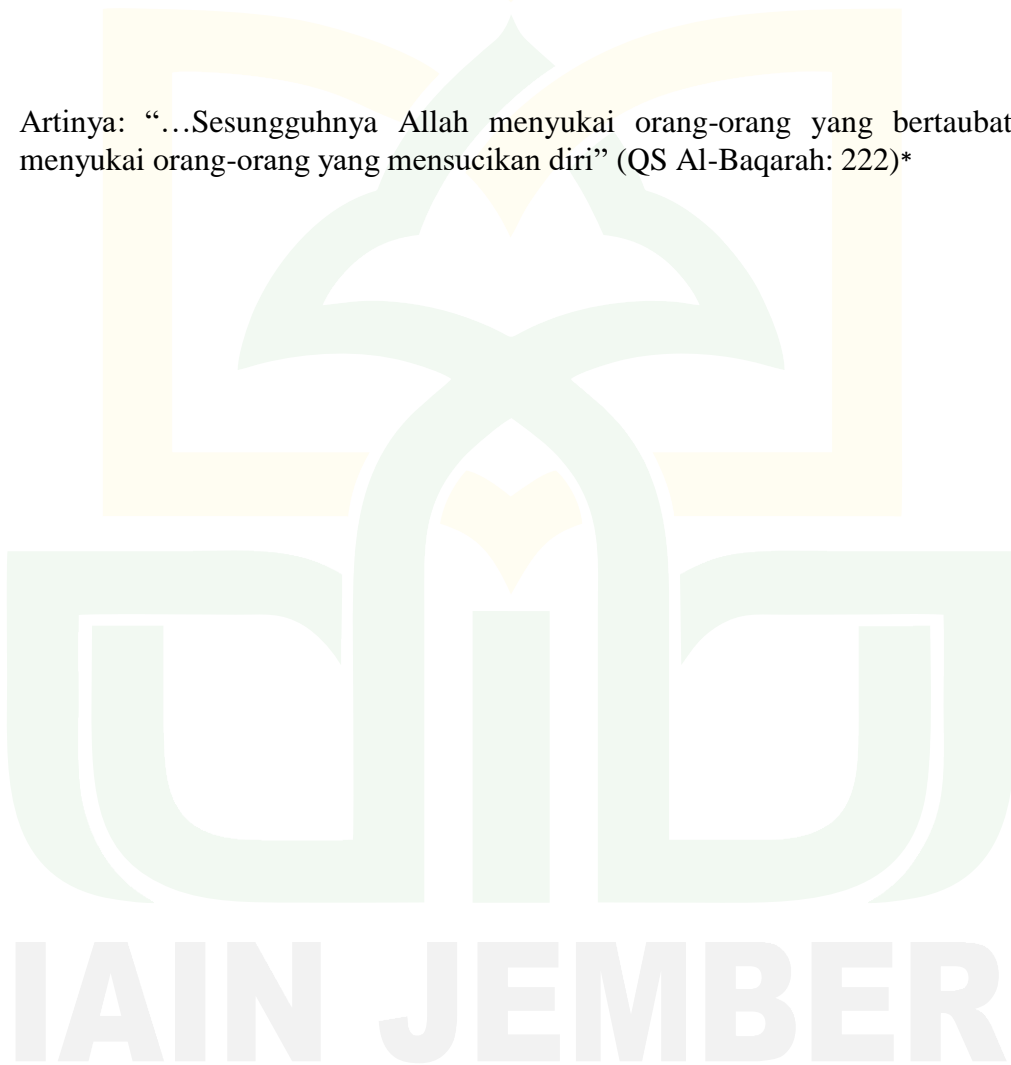 Artinya: “…Sesungguhnya Allah menyukai orang-orang yang bertaubat
menyukai orang-orang yang mensucikan diri” (QS Al-Baqarah: 222)*
IAIN JEMBER